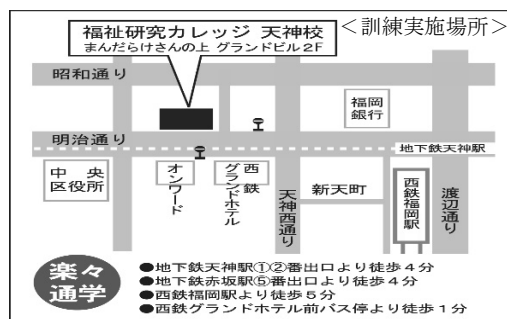 福祉研究カレッジ 天神校
まんだらけさんの上 グランドビル2F
＜訓練実施場所＞
昭和通り
福岡
銀行
明治通り
地下鉄天神駅
中央
区役所
オンワード
西鉄
グランドホテル
天神西通り
新天町
西鉄福岡駅
渡辺通り
楽々
通学
●地下鉄天神駅①②番出口より徒歩4分
●地下鉄赤坂駅⑤番出口より徒歩4分
●西鉄福岡駅より徒歩5分
●西鉄グランドホテル前バス停より徒歩1分